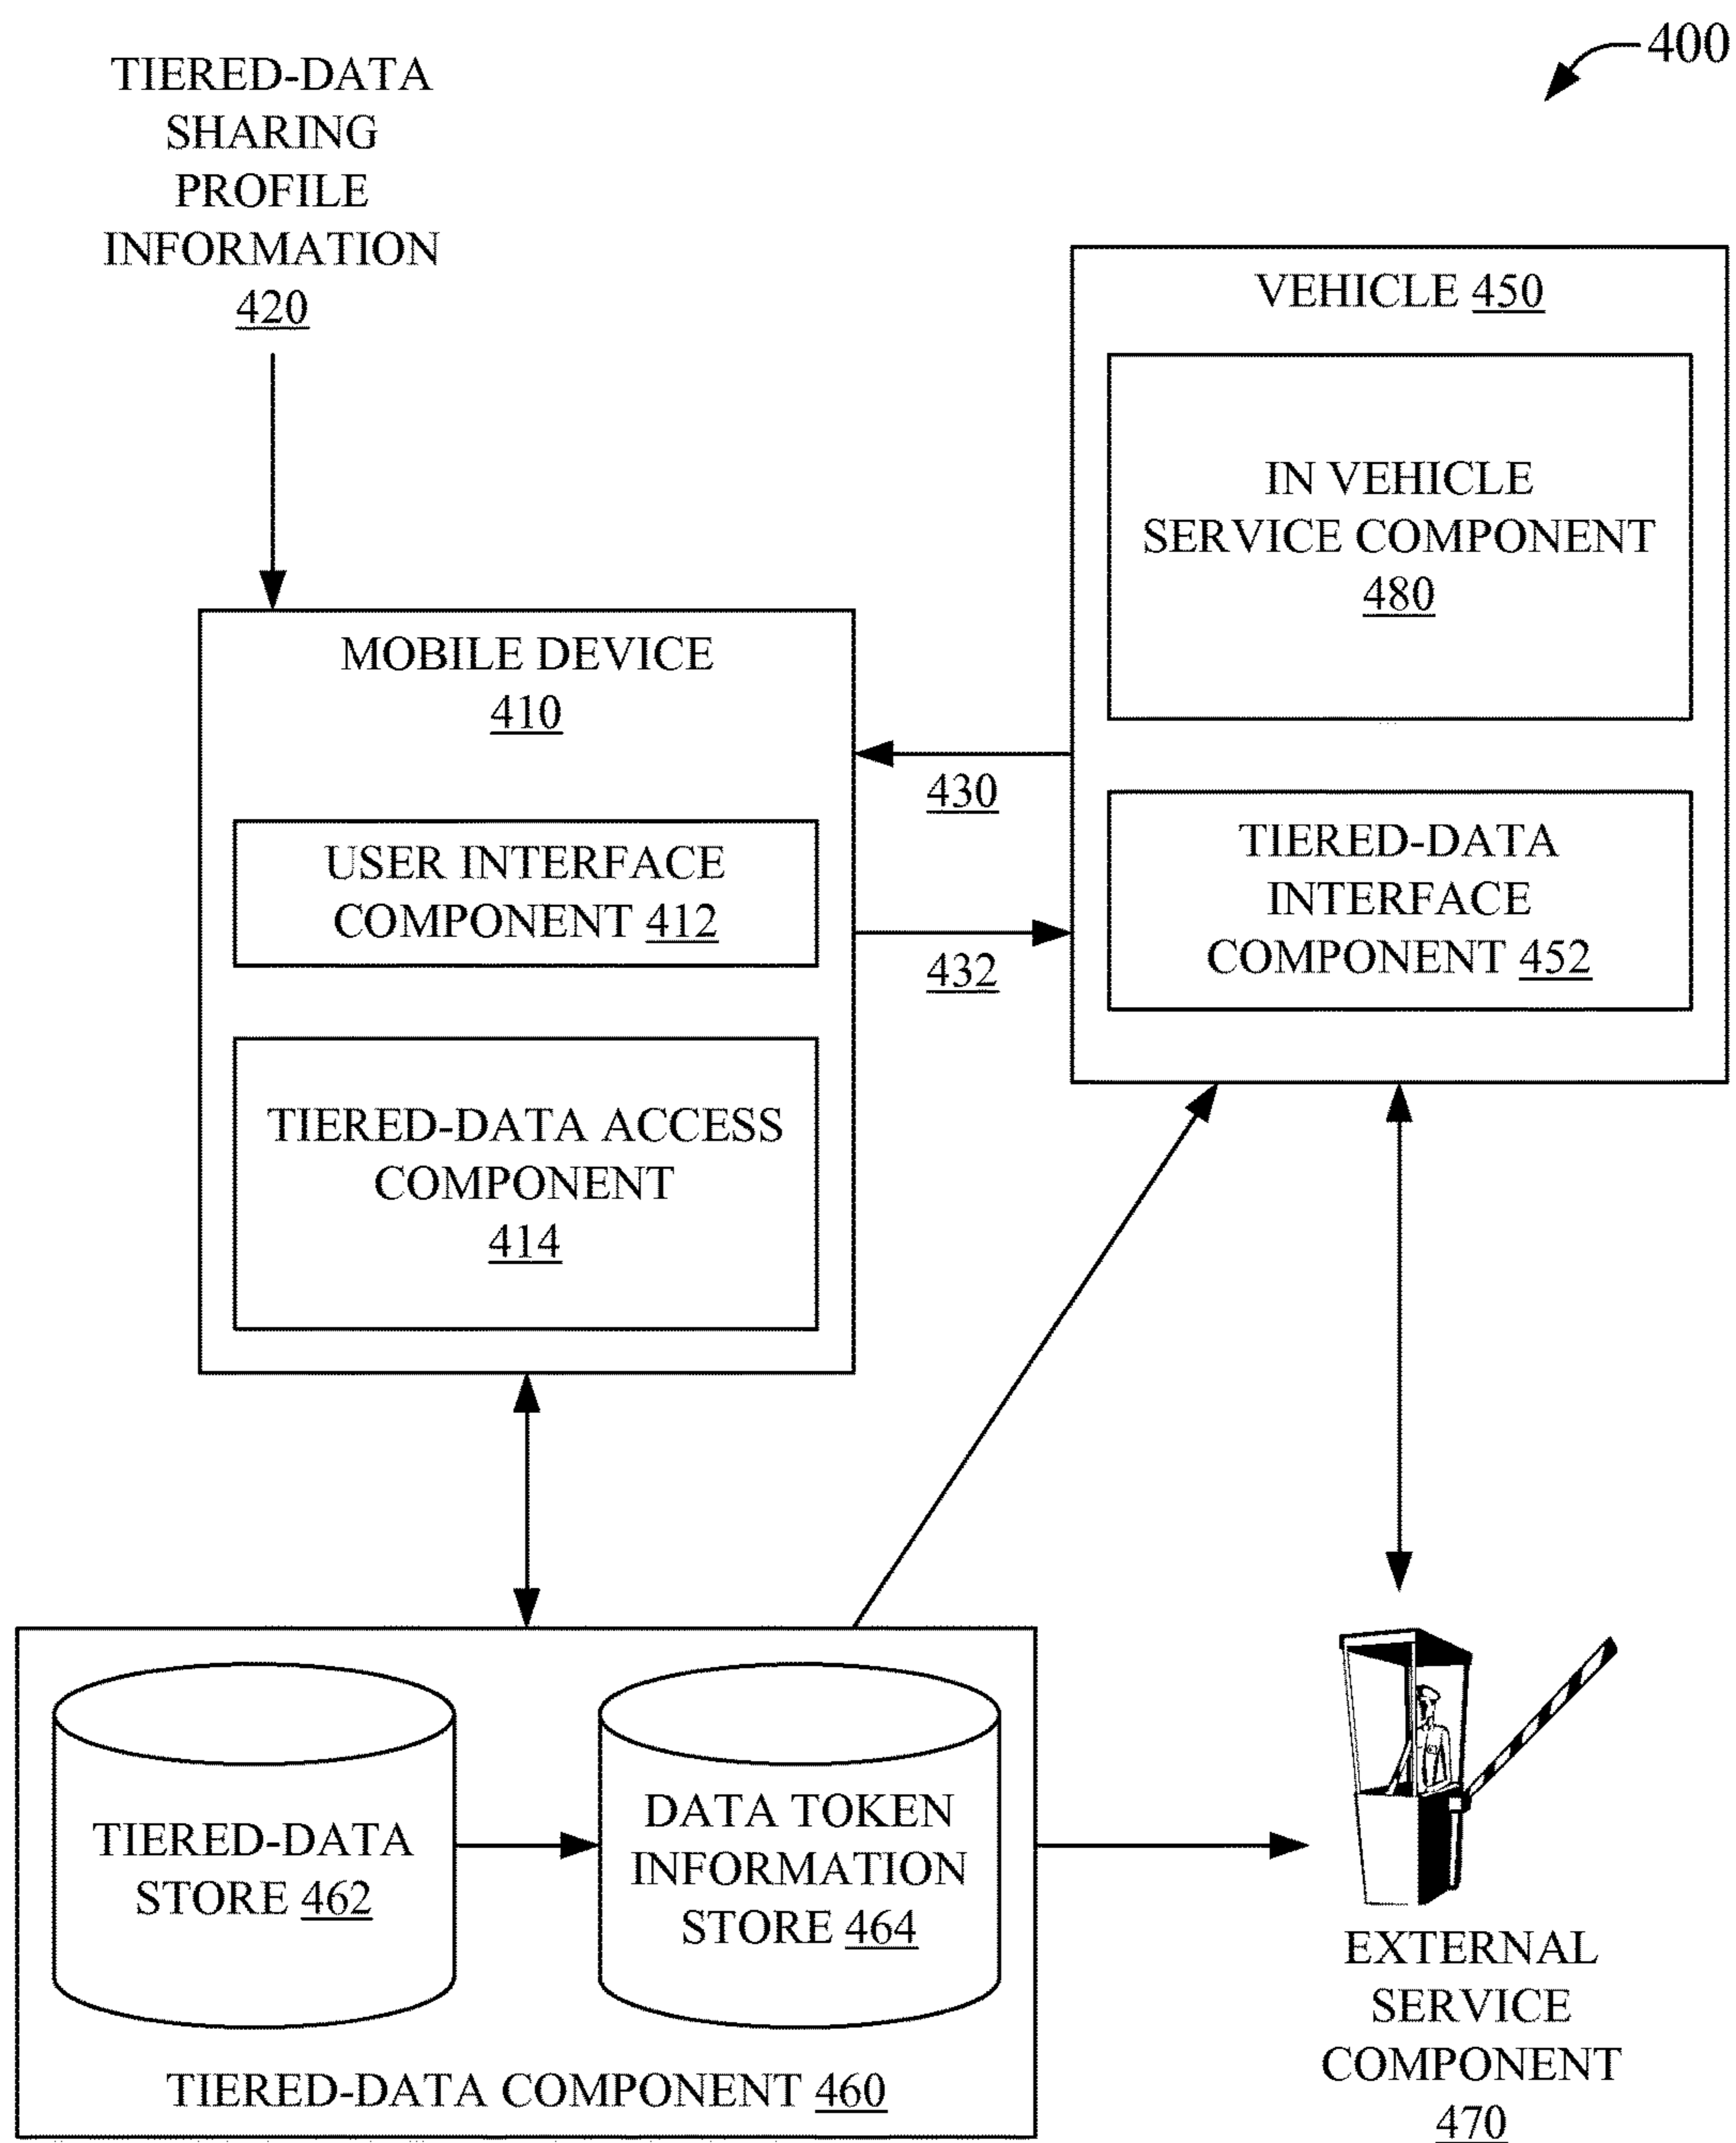 400
TIERED-DATA
SHARING
PROFILE
INFORMATION
420
VEHICLE 450
IN VEHICLE
SERVICE COMPONENT
480
MOBILE DEVICE
410
430
USER INTERFACE
COMPONENT 412
432
TIERED-DATA
INTERFACE
COMPONENT 452
TIERED-DATA ACCESS
COMPONENT
414
TIERED-DATA
STORE 462
DATA TOKEN
INFORMATION
STORE 464
TIERED-DATA COMPONENT 460
EXTERNAL
SERVICE
COMPONENT
470